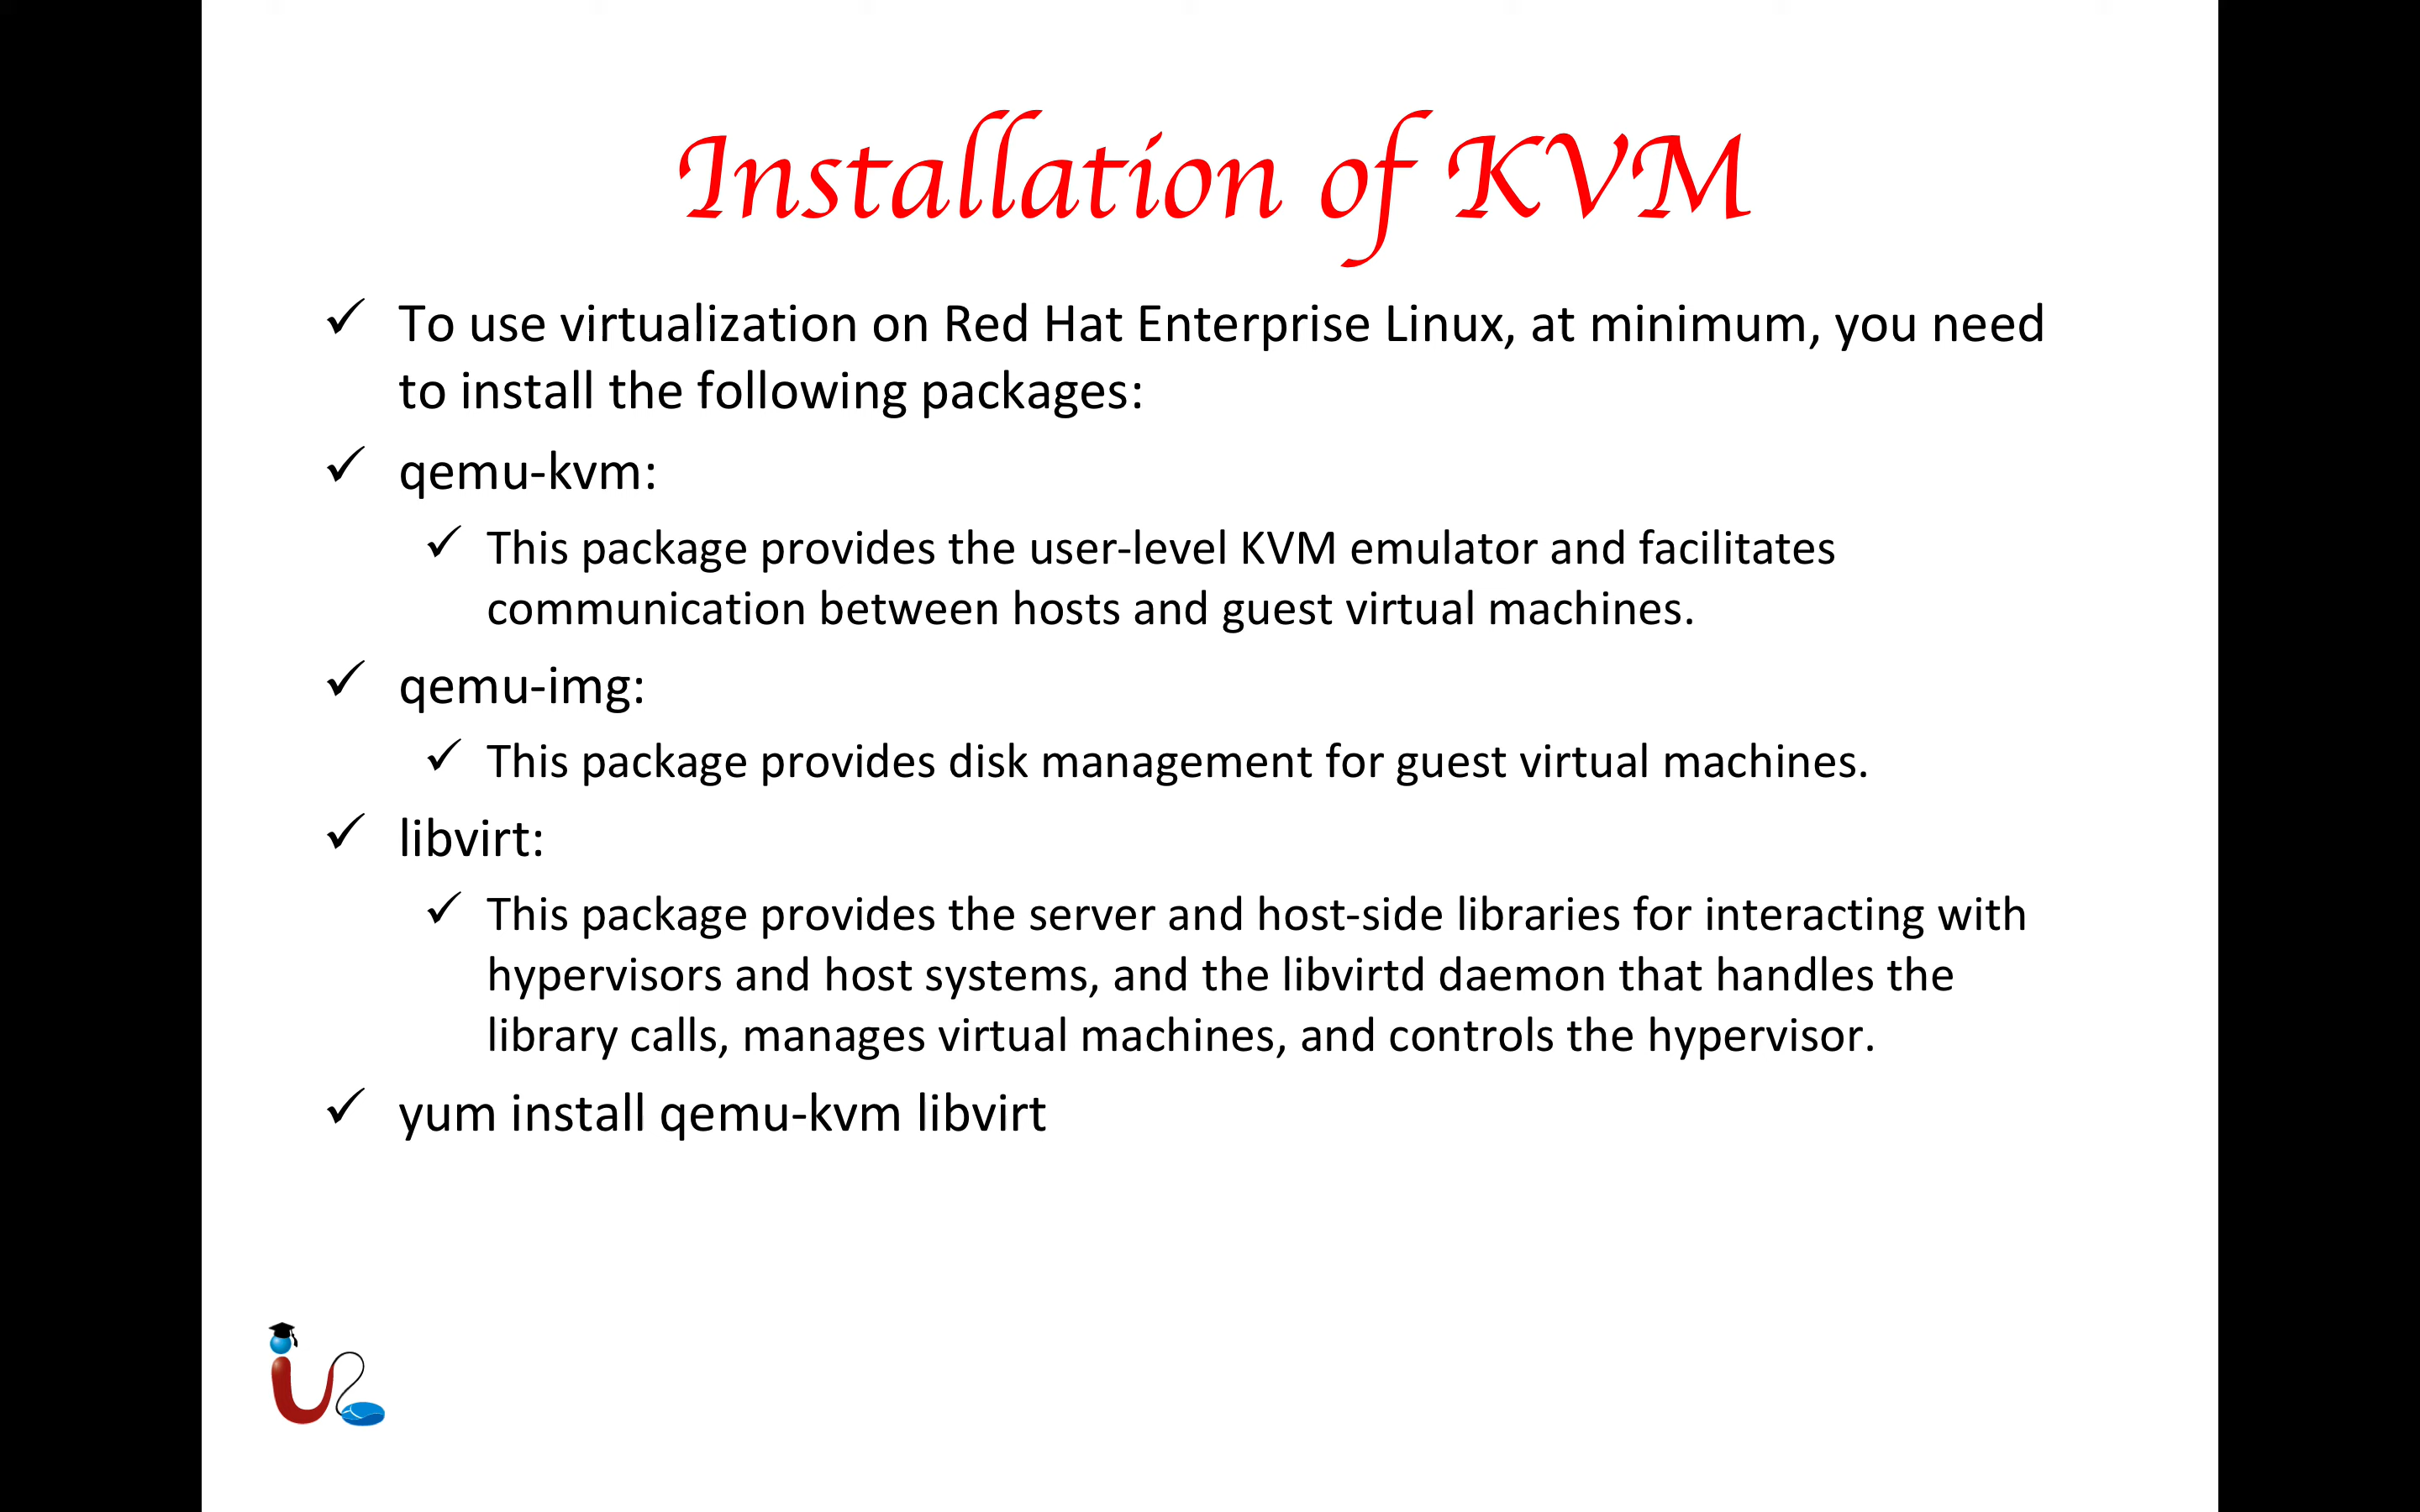 Installation of KVM
To use virtualization on Red Hat Enterprise Linux, at minimum, you need
to install the following packages:
qemu-kvm:
This package provides the user-level KVM emulator and facilitates
communication between hosts and guest virtual machines.
qemu-img:
This package provides disk management for guest virtual machines.
libvirt:
This package provides the server and host-side libraries for interacting with
hypervisors and host systems, and the libvirtd daemon that handles the
library calls, manages virtual machines, and controls the hypervisor.
yum install qemu-kvm libvirt